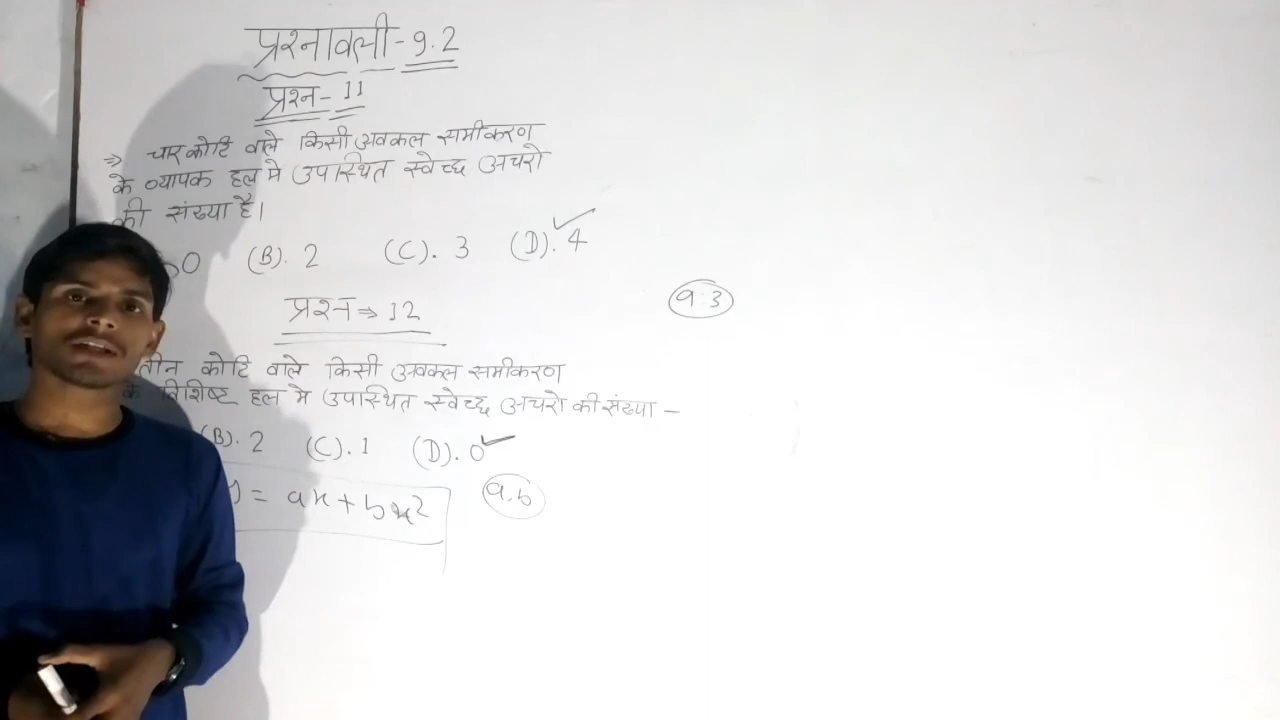 प्रश्नावली-9.2
प्रश्न- 11
⇒ चार कोटि वाले किसी अवकल समीकरण
के व्यापक हल मे उपस्थित स्वेच्छ अचरो
की संख्या है।
0 (B). 2 (C). 3 (D). 4 ✓
प्रश्न ⇒ 12
9.3
तीन कोटि वाले किसी अवकल समीकरण
के विशिष्ट हल मे उपस्थित स्वेच्छ अचरो की संख्या -
(B). 2 (C). 1 (D). 0 ✓
y = ax + bx²